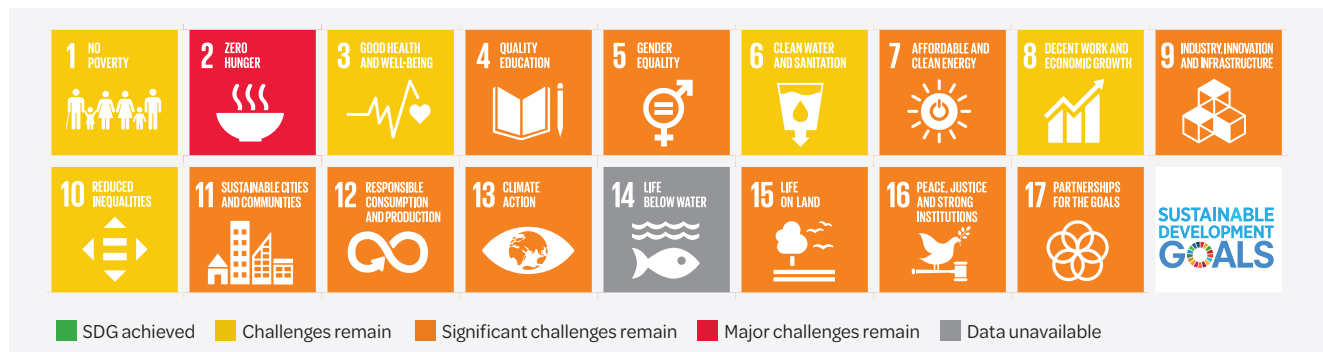 1 NO POVERTY
2 ZERO HUNGER
3 GOOD HEALTH AND WELL-BEING
4 QUALITY EDUCATION
5 GENDER EQUALITY
6 CLEAN WATER AND SANITATION
7 AFFORDABLE AND CLEAN ENERGY
8 DECENT WORK AND ECONOMIC GROWTH
9 INDUSTRY, INNOVATION AND INFRASTRUCTURE
10 REDUCED INEQUALITIES
11 SUSTAINABLE CITIES AND COMMUNITIES
12 RESPONSIBLE CONSUMPTION AND PRODUCTION
13 CLIMATE ACTION
14 LIFE BELOW WATER
15 LIFE ON LAND
16 PEACE, JUSTICE AND STRONG INSTITUTIONS
17 PARTNERSHIPS FOR THE GOALS
SUSTAINABLE
DEVELOPMENT
GOALS
SDG achieved
Challenges remain
Significant challenges remain
Major challenges remain
Data unavailable